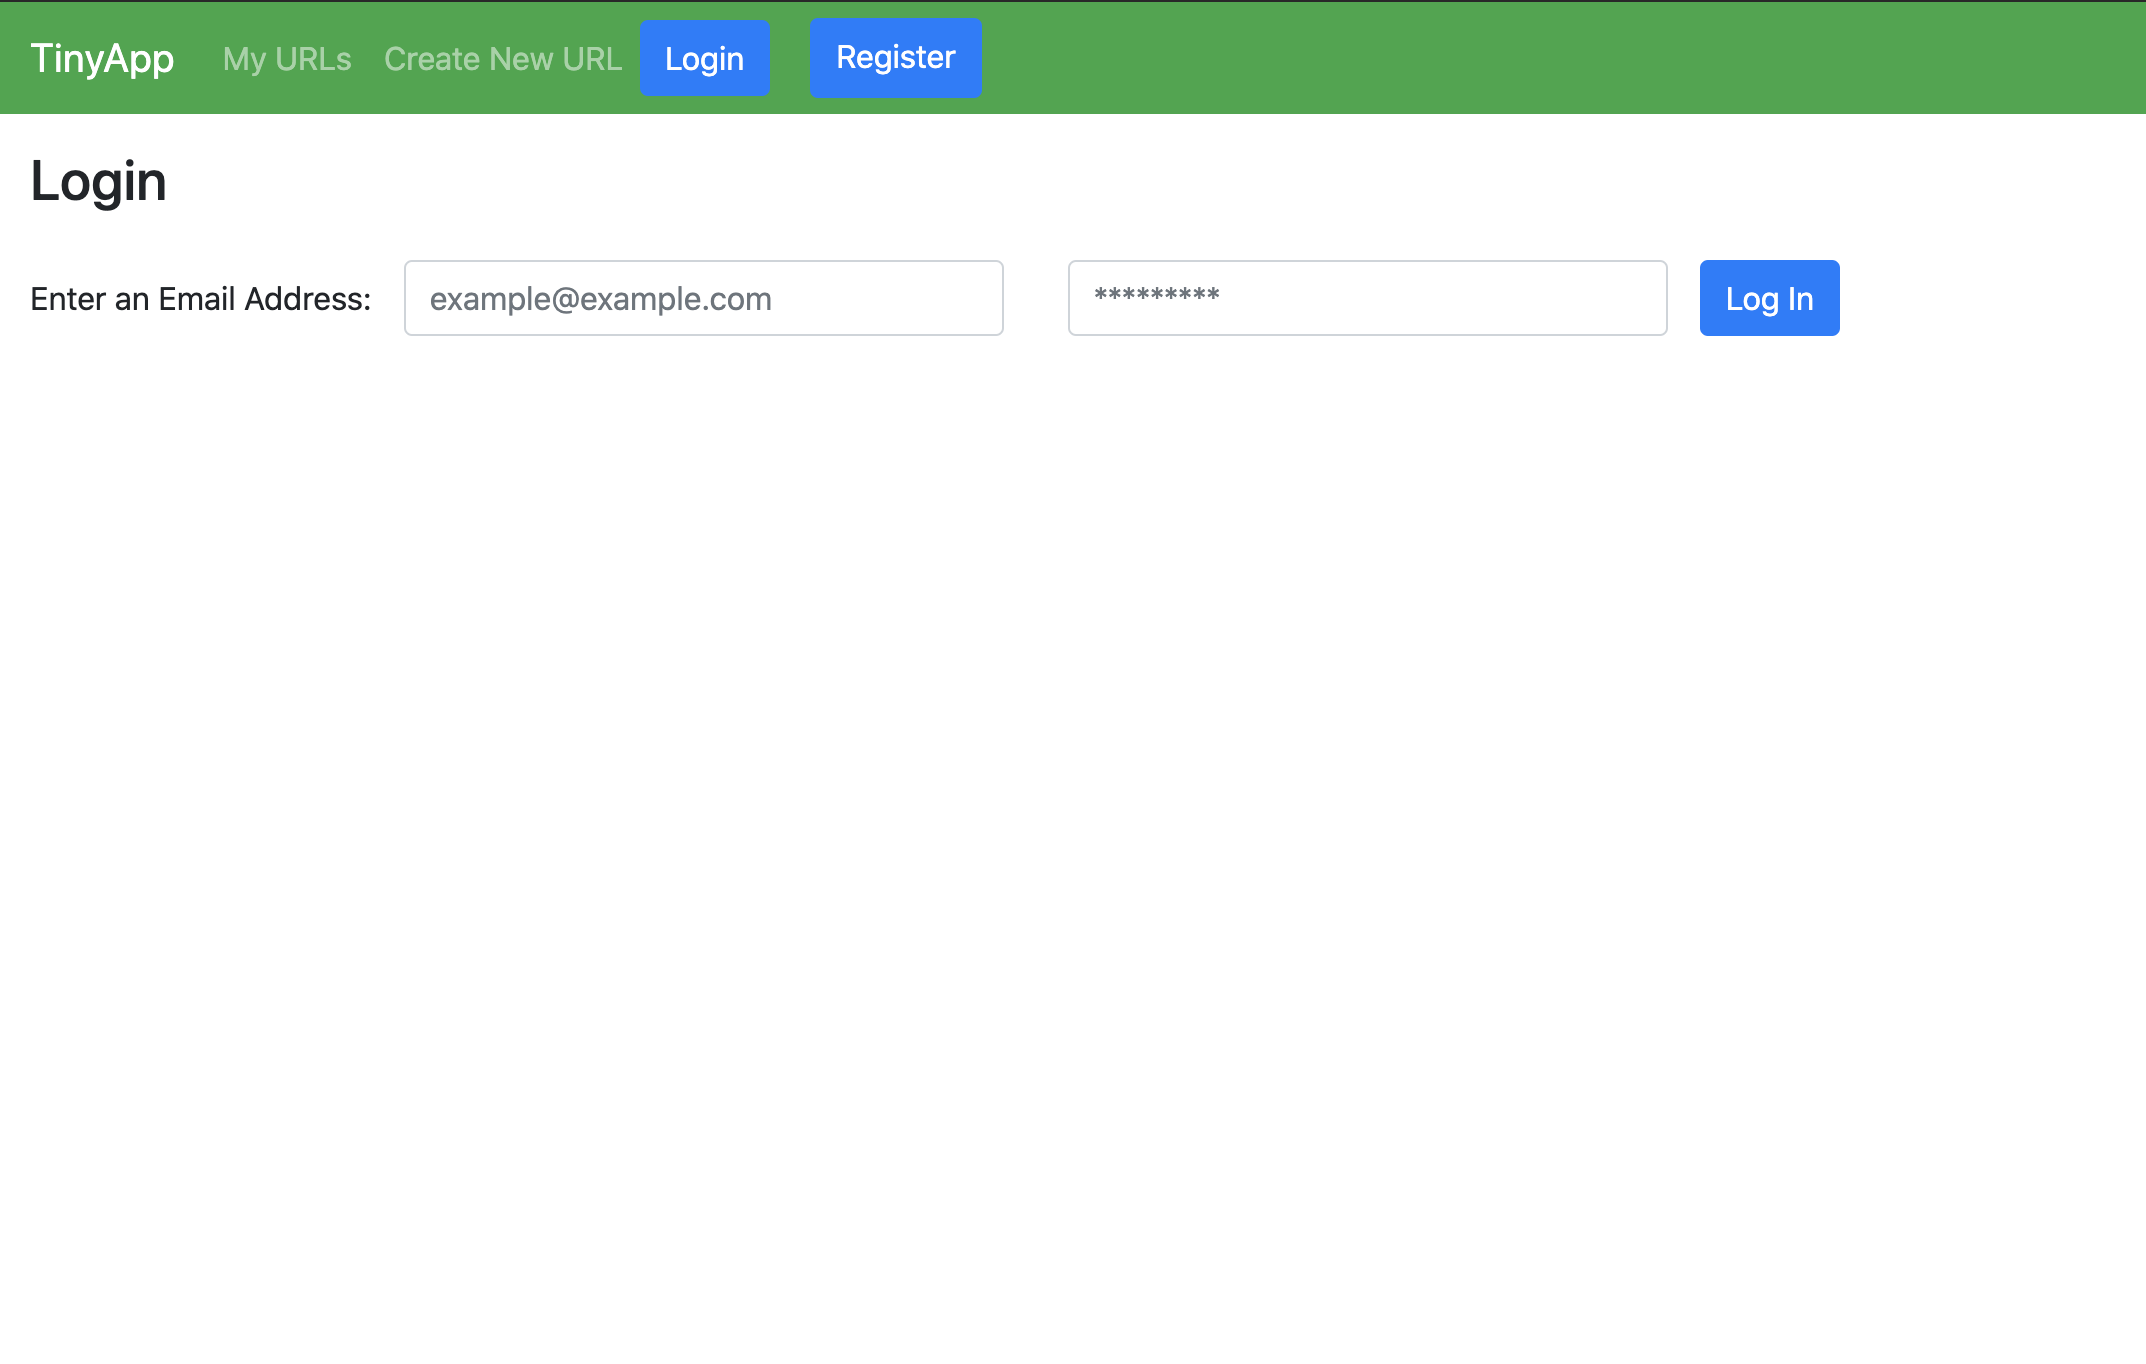 TinyApp My URLs Create New URL Login Register
Login
Enter an Email Address: example@example.com ********* Log In